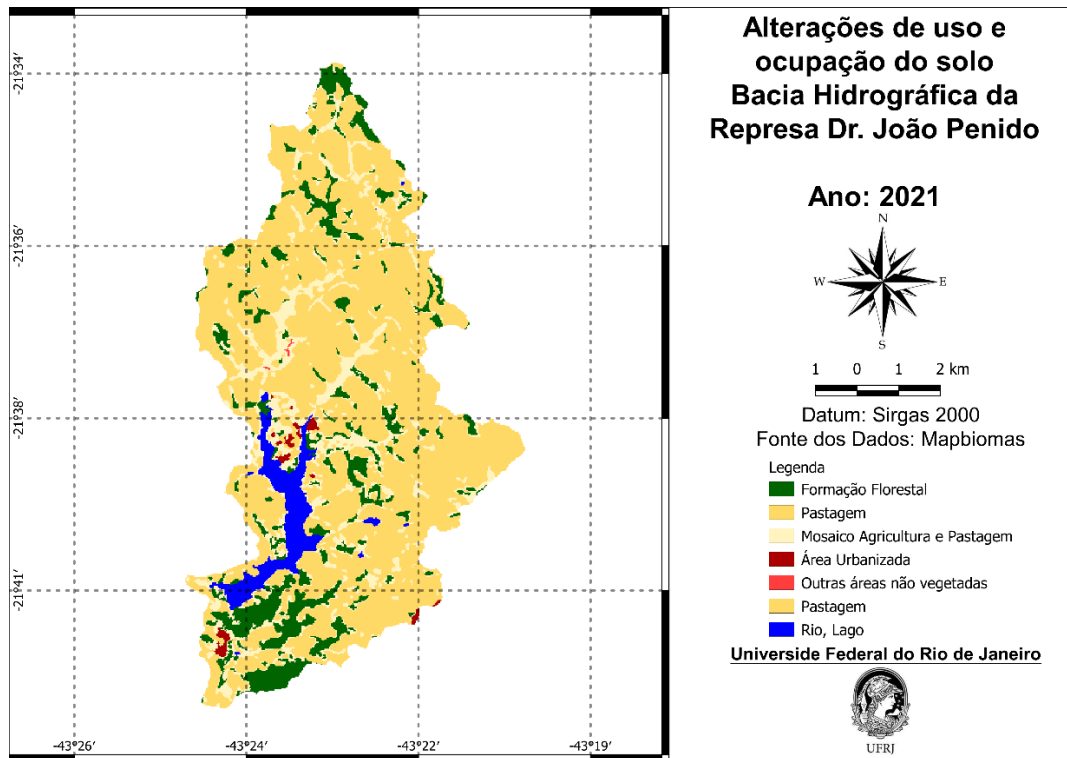 Alterações de uso e
ocupação do solo
Bacia Hidrográfica da
Represa Dr. João Penido
Ano: 2021
N
W
E
S
1 0 1 2 km
Datum: Sirgas 2000
Fonte dos Dados: Mapbiomas
Legenda
Formação Florestal
Pastagem
Mosaico Agricultura e Pastagem
Área Urbanizada
Outras áreas não vegetadas
Pastagem
Rio, Lago
Universide Federal do Rio de Janeiro
UFRJ
-21°34′
-21°36′
-21°38′
-21°41′
-43°26′ -43°24′ -43°22′ -43°19′